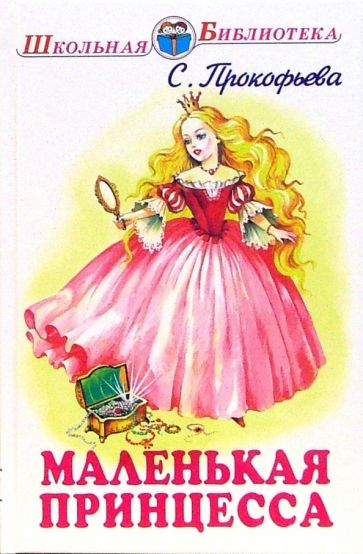 Школьная Библиотека
С. Прокофьева
Маленькая
принцесса